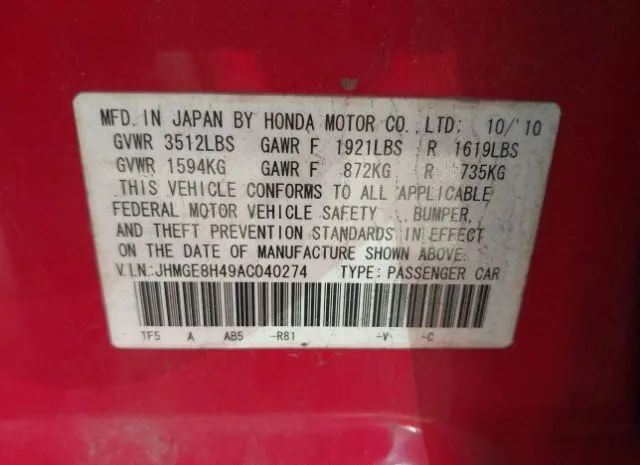 MFD. IN JAPAN BY HONDA MOTOR CO., LTD: 10/'10
GVWR 3512LBS GAWR F 1921LBS R 1619LBS
GVWR 1594KG GAWR F 872KG R 735KG
THIS VEHICLE CONFORMS TO ALL APPLICABLE
FEDERAL MOTOR VEHICLE SAFETY , BUMPER,
AND THEFT PREVENTION STANDARDS IN EFFECT
ON THE DATE OF MANUFACTURE SHOWN ABOVE.
V.I.N.:JHMGE8H49AC040274 TYPE: PASSENGER CAR
TF5 A AB5 -R81 -V -C